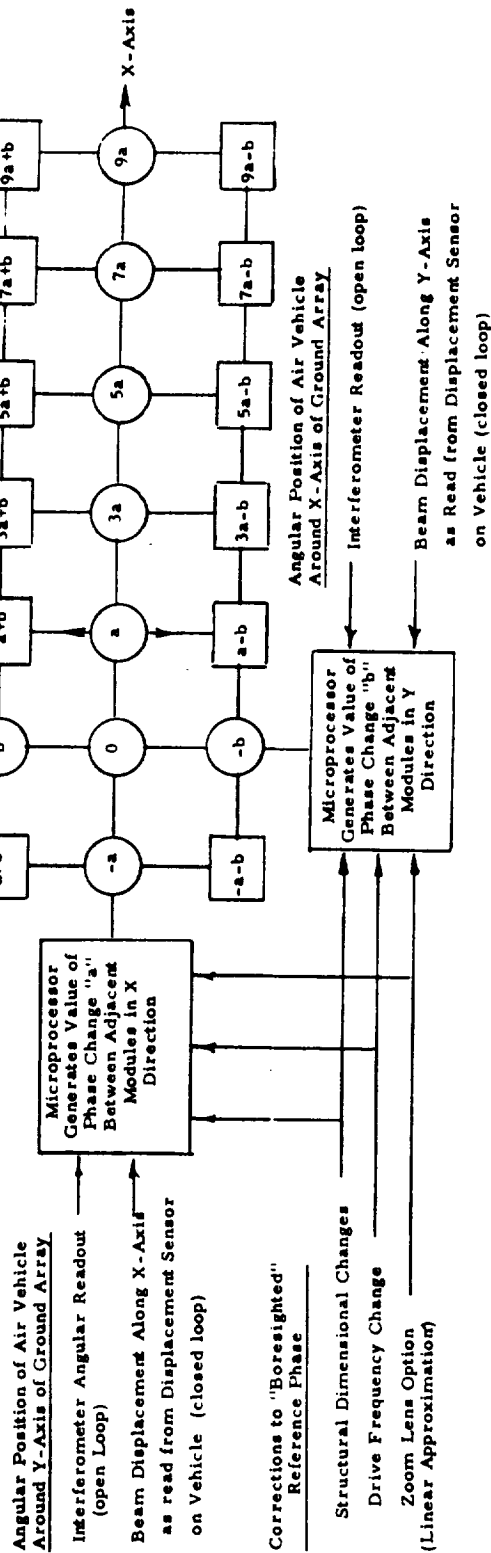 Angular Position of Air Vehicle
Around Y-Axis of Ground Array
Interferometer Angular Readout
(open Loop)
Beam Displacement Along X-Axis
as read from Displacement Sensor
on Vehicle (closed loop)
Corrections to "Boresighted"
Reference Phase
Structural Dimensional Changes
Drive Frequency Change
Zoom Lens Option
(Linear Approximation)
Microprocessor
Generates Value of
Phase Change "a"
Between Adjacent
Modules in X
Direction
a+b
3a+b
5a+b
7a+b
9a+b
-a
0
a
3a
5a
7a
9a
X-Axis
-a-b
-b
a-b
3a-b
5a-b
7a-b
9a-b
Microprocessor
Generates Value of
Phase Change "b"
Between Adjacent
Modules in Y
Direction
Angular Position of Air Vehicle
Around X-Axis of Ground Array
Interferometer Readout (open loop)
Beam Displacement Along Y-Axis
as Read from Displacement Sensor
on Vehicle (closed loop)